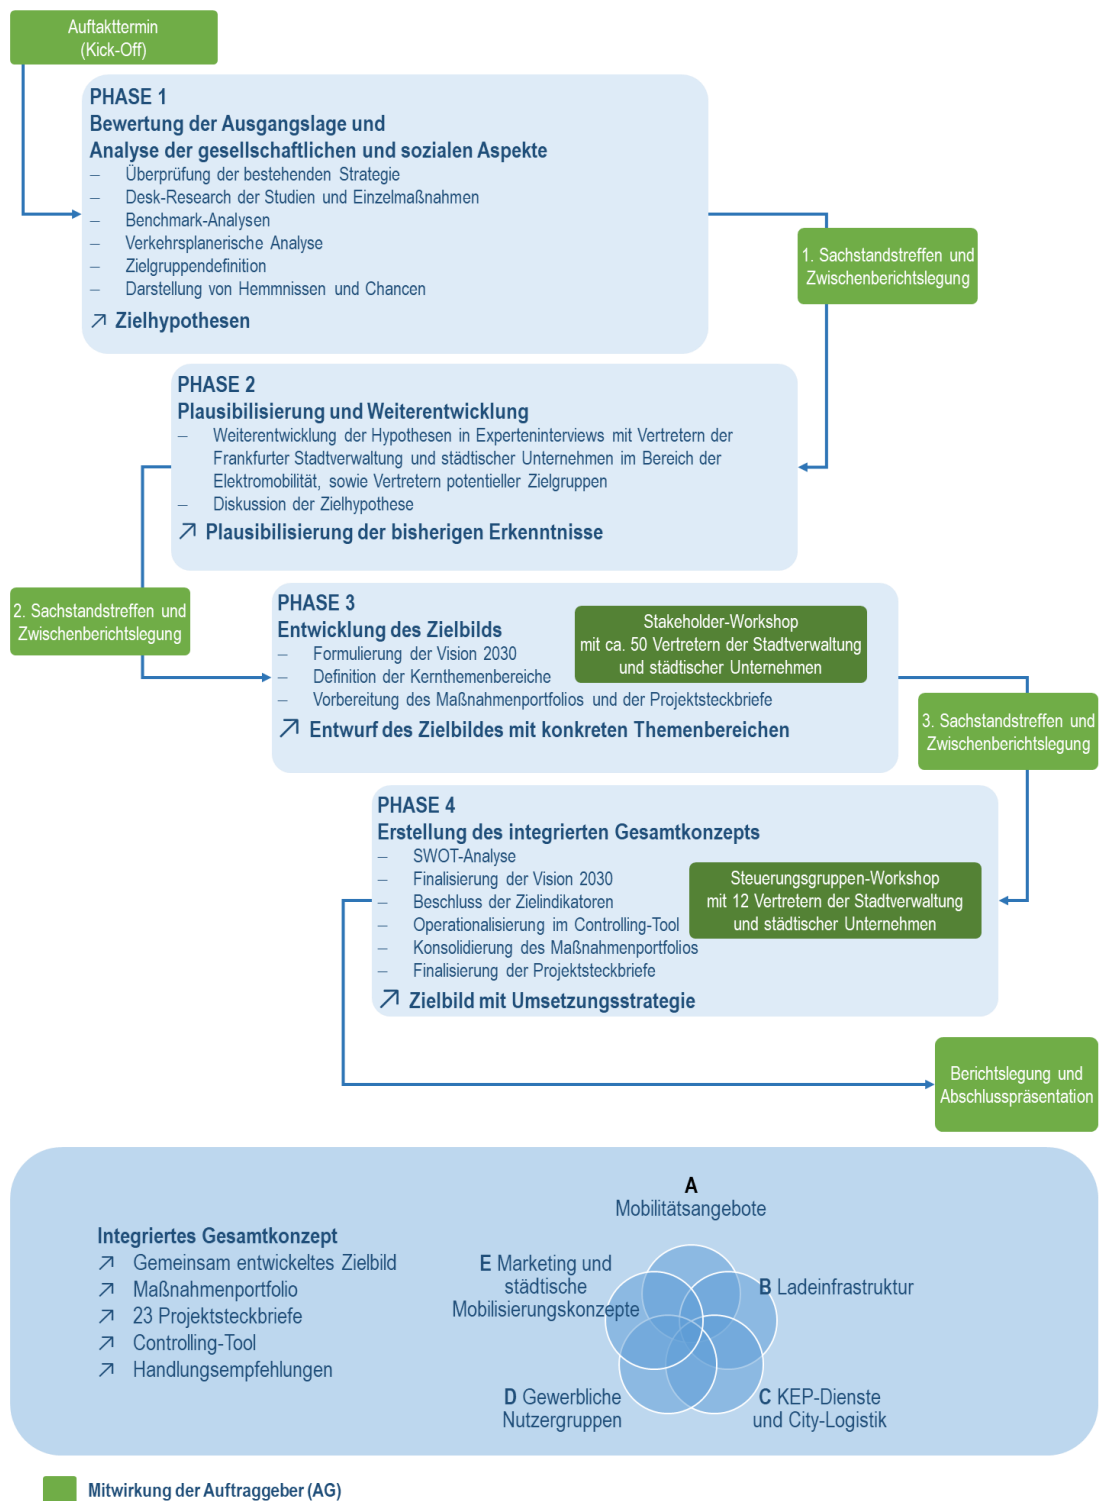 Auftakttermin
(Kick-Off)
PHASE 1
Bewertung der Ausgangslage und
Analyse der gesellschaftlichen und sozialen Aspekte
– Überprüfung der bestehenden Strategie
– Desk-Research der Studien und Einzelmaßnahmen
– Benchmark-Analysen
– Verkehrsplanerische Analyse
– Zielgruppendefinition
– Darstellung von Hemmnissen und Chancen
↗ Zielhypothesen
1. Sachstandstreffen und
Zwischenberichtslegung
PHASE 2
Plausibilisierung und Weiterentwicklung
– Weiterentwicklung der Hypothesen in Experteninterviews mit Vertretern der
Frankfurter Stadtverwaltung und städtischer Unternehmen im Bereich der
Elektromobilität, sowie Vertretern potentieller Zielgruppen
– Diskussion der Zielhypothese
↗ Plausibilisierung der bisherigen Erkenntnisse
2. Sachstandstreffen und
Zwischenberichtslegung
PHASE 3
Entwicklung des Zielbilds
– Formulierung der Vision 2030
– Definition der Kernthemenbereiche
– Vorbereitung des Maßnahmenportfolios und der Projektsteckbriefe
↗ Entwurf des Zielbildes mit konkreten Themenbereichen
Stakeholder-Workshop
mit ca. 50 Vertretern der Stadtverwaltung
und städtischer Unternehmen
3. Sachstandstreffen und
Zwischenberichtslegung
PHASE 4
Erstellung des integrierten Gesamtkonzepts
– SWOT-Analyse
– Finalisierung der Vision 2030
– Beschluss der Zielindikatoren
– Operationalisierung im Controlling-Tool
– Konsolidierung des Maßnahmenportfolios
– Finalisierung der Projektsteckbriefe
↗ Zielbild mit Umsetzungsstrategie
Steuerungsgruppen-Workshop
mit 12 Vertretern der Stadtverwaltung
und städtischer Unternehmen
Berichtslegung und
Abschlusspräsentation
Integriertes Gesamtkonzept
↗ Gemeinsam entwickeltes Zielbild
↗ Maßnahmenportfolio
↗ 23 Projektsteckbriefe
↗ Controlling-Tool
↗ Handlungsempfehlungen
A
Mobilitätsangebote
B Ladeinfrastruktur
C KEP-Dienste
und City-Logistik
D Gewerbliche
Nutzergruppen
E Marketing und
städtische
Mobilisierungskonzepte
Mitwirkung der Auftraggeber (AG)